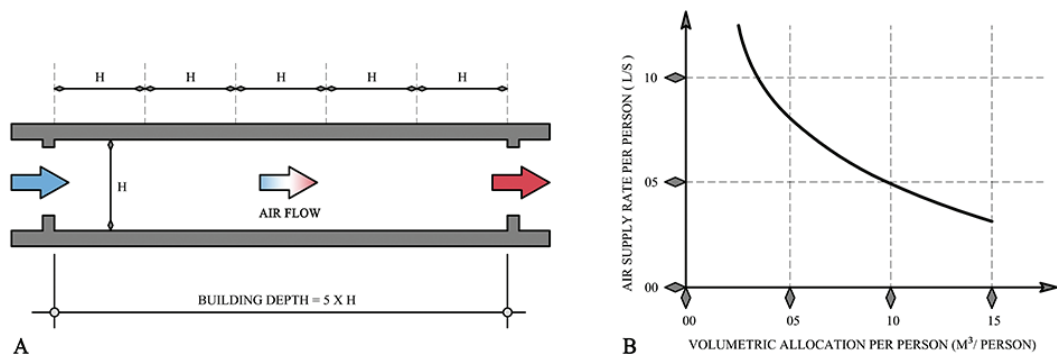 H H H H H
H
AIR FLOW
BUILDING DEPTH = 5 X H
A
AIR SUPPLY RATE PER PERSON ( L/S )
10
05
00
00 05 10 15
VOLUMETRIC ALLOCATION PER PERSON (M³/ PERSON)
B